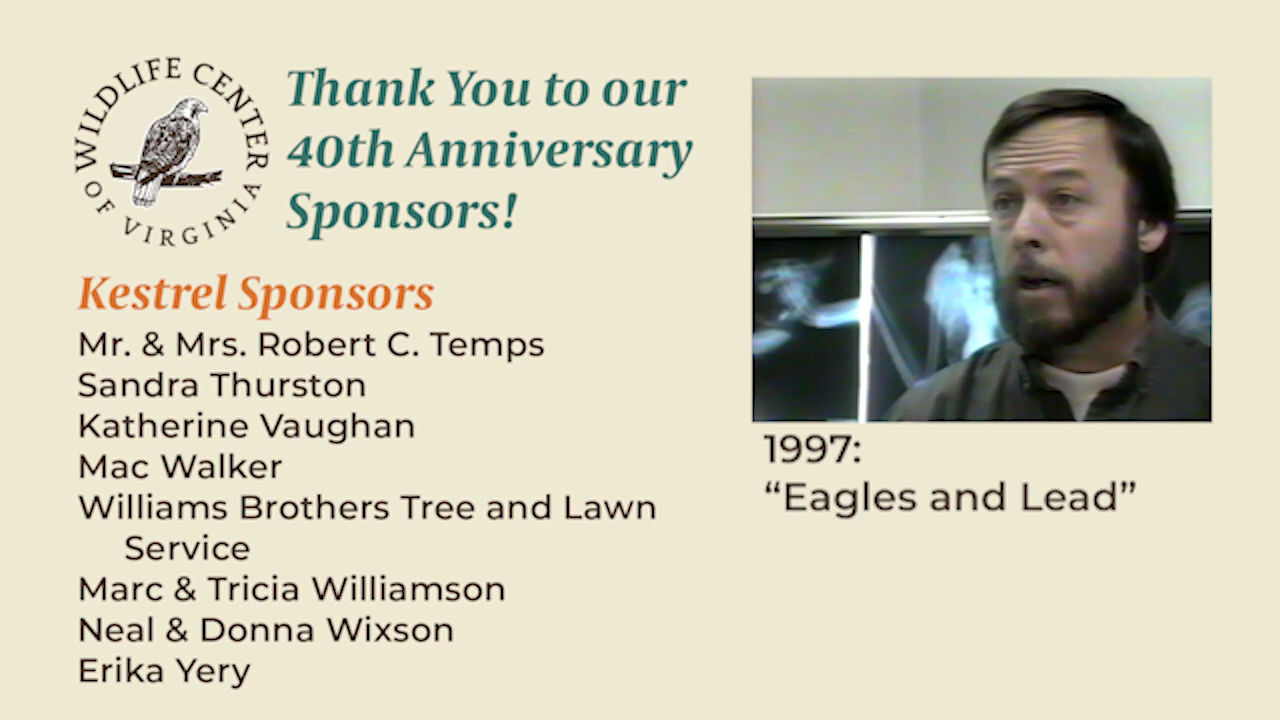 WILDLIFE CENTER
OF VIRGINIA
Thank You to our
40th Anniversary
Sponsors!
Kestrel Sponsors
Mr. & Mrs. Robert C. Temps
Sandra Thurston
Katherine Vaughan
Mac Walker
Williams Brothers Tree and Lawn
Service
Marc & Tricia Williamson
Neal & Donna Wixson
Erika Yery
1997:
“Eagles and Lead”